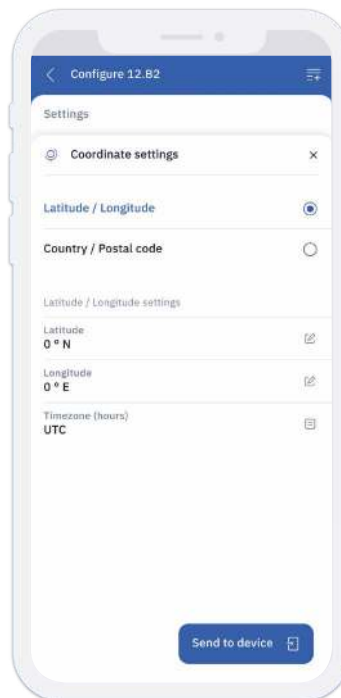 Configure 12.B2
Settings
Coordinate settings
Latitude / Longitude
Country / Postal code
Latitude / Longitude settings
Latitude
0 ° N
Longitude
0 ° E
Timezone (hours)
UTC
Send to device